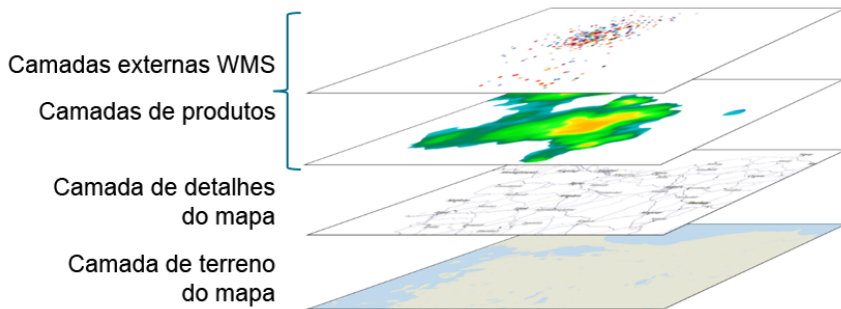 Camadas externas WMS
Camadas de produtos
Camada de detalhes
do mapa
Camada de terreno
do mapa